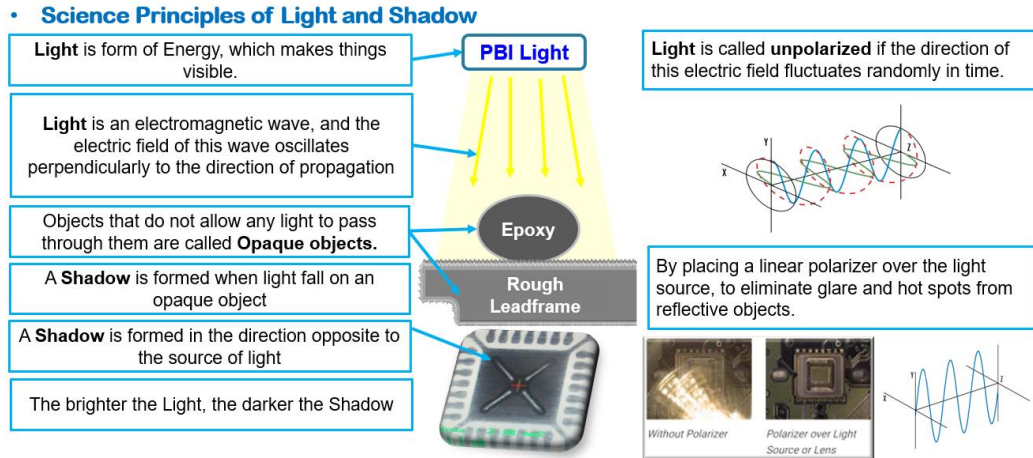 • Science Principles of Light and Shadow
Light is form of Energy, which makes things
visible.
Light is an electromagnetic wave, and the
electric field of this wave oscillates
perpendicularly to the direction of propagation
Objects that do not allow any light to pass
through them are called Opaque objects.
A Shadow is formed when light fall on an
opaque object
A Shadow is formed in the direction opposite to
the source of light
The brighter the Light, the darker the Shadow
PBI Light
Epoxy
Rough
Leadframe
Light is called unpolarized if the direction of
this electric field fluctuates randomly in time.
Y
X
Z
By placing a linear polarizer over the light
source, to eliminate glare and hot spots from
reflective objects.
Without Polarizer
Polarizer over Light
Source or Lens
Y
X
Z